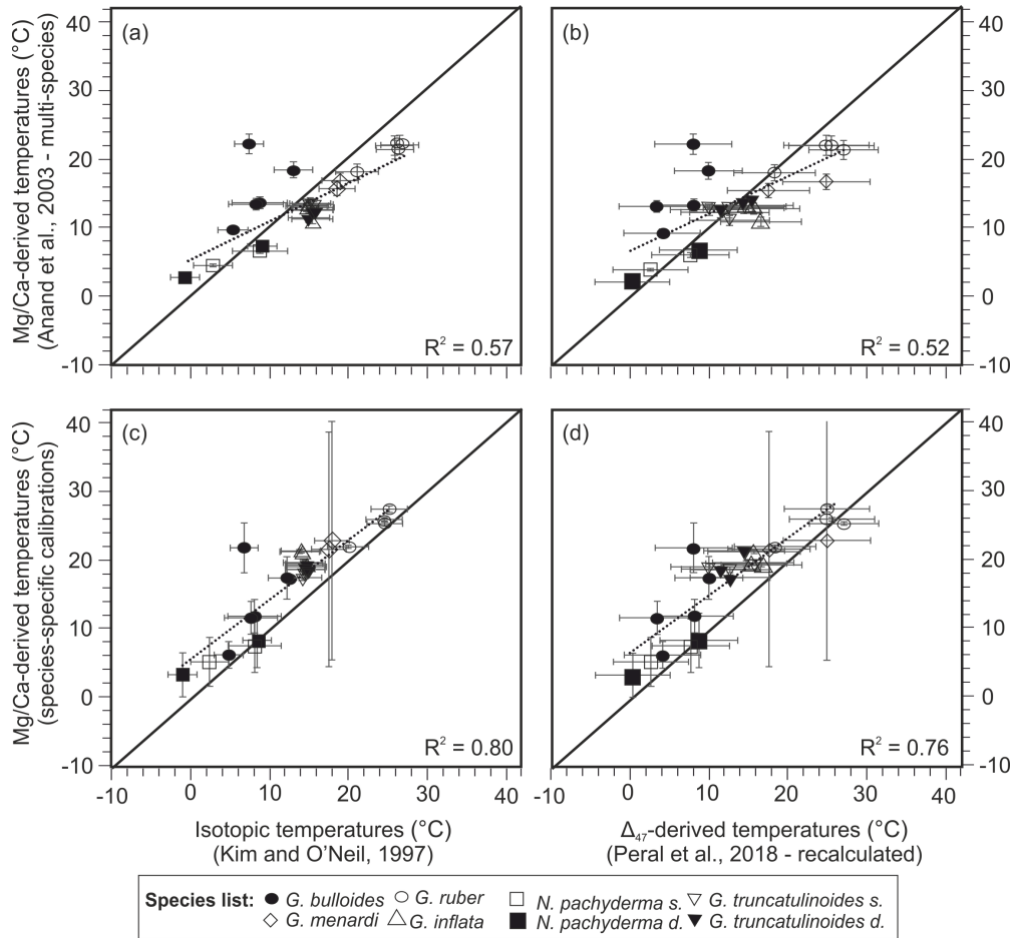 (a)
(b)
Mg/Ca-derived temperatures (°C)
(Anand et al., 2003 - multi-species)
40
30
20
10
0
-10
R² = 0.57
R² = 0.52
40
30
20
10
0
-10
(c)
(d)
Mg/Ca-derived temperatures (°C)
(species-specific calibrations)
40
30
20
10
0
-10
R² = 0.80
R² = 0.76
40
30
20
10
0
-10
-10 0 10 20 30 40
-10 0 10 20 30 40
Isotopic temperatures (°C)
(Kim and O'Neil, 1997)
Δ₄₇-derived temperatures (°C)
(Peral et al., 2018 - recalculated)
Species list: G. bulloides G. ruber N. pachyderma s. G. truncatulinoides s.
G. menardi G. inflata N. pachyderma d. G. truncatulinoides d.